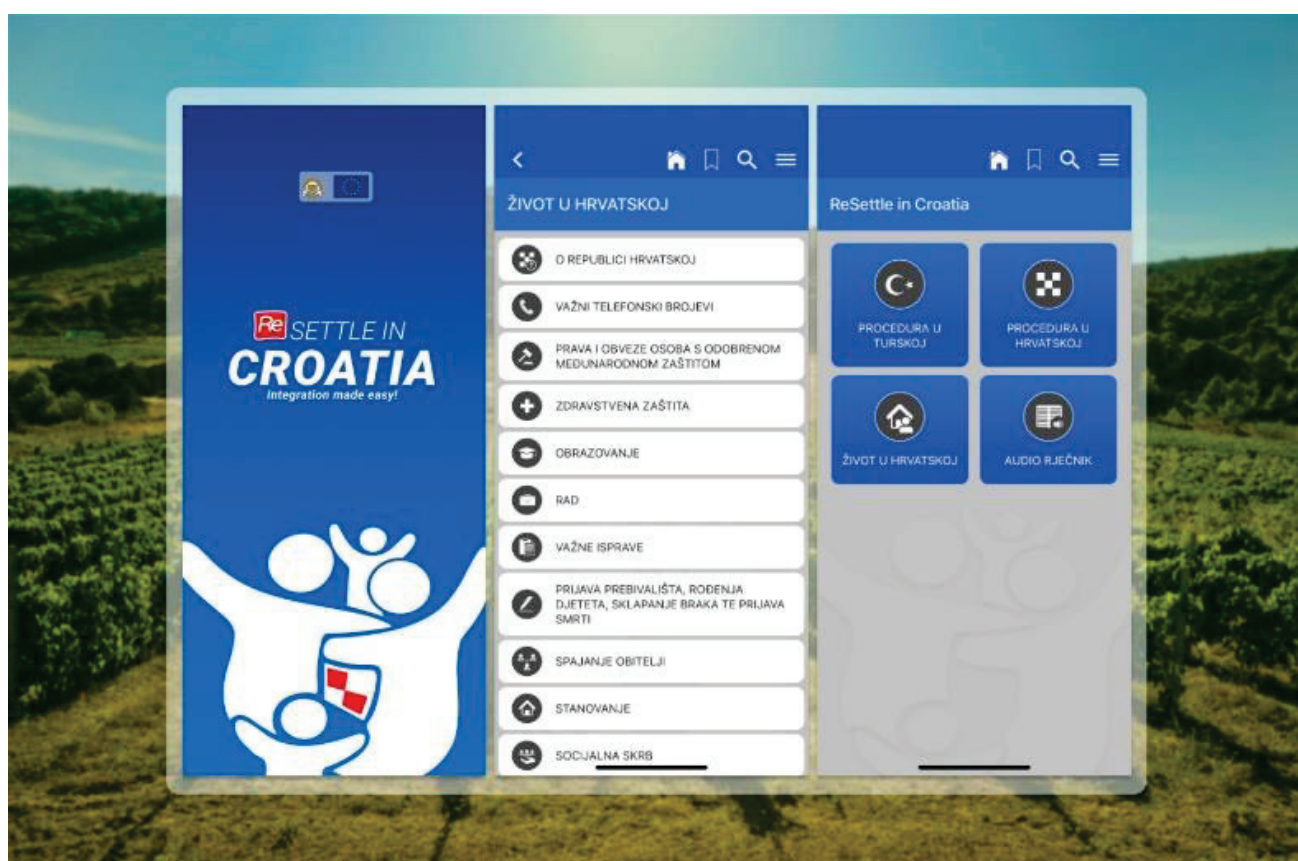 Re SETTLE IN
CROATIA
Integration made easy!
ŽIVOT U HRVATSKOJ
O REPUBLICI HRVATSKOJ
VAŽNI TELEFONSKI BROJEVI
PRAVA I OBVEZE OSOBA S ODOBRENOM
MEĐUNARODNOM ZAŠTITOM
ZDRAVSTVENA ZAŠTITA
OBRAZOVANJE
RAD
VAŽNE ISPRAVE
PRIJAVA PREBIVALIŠTA, ROĐENJA
DJETETA, SKLAPANJE BRAKA TE PRIJAVA
SMRTI
SPAJANJE OBITELJI
STANOVANJE
SOCIJALNA SKRB
ReSettle in Croatia
PROCEDURA U
TURSKOJ
PROCEDURA U
HRVATSKOJ
ŽIVOT U HRVATSKOJ
AUDIO RJEČNIK